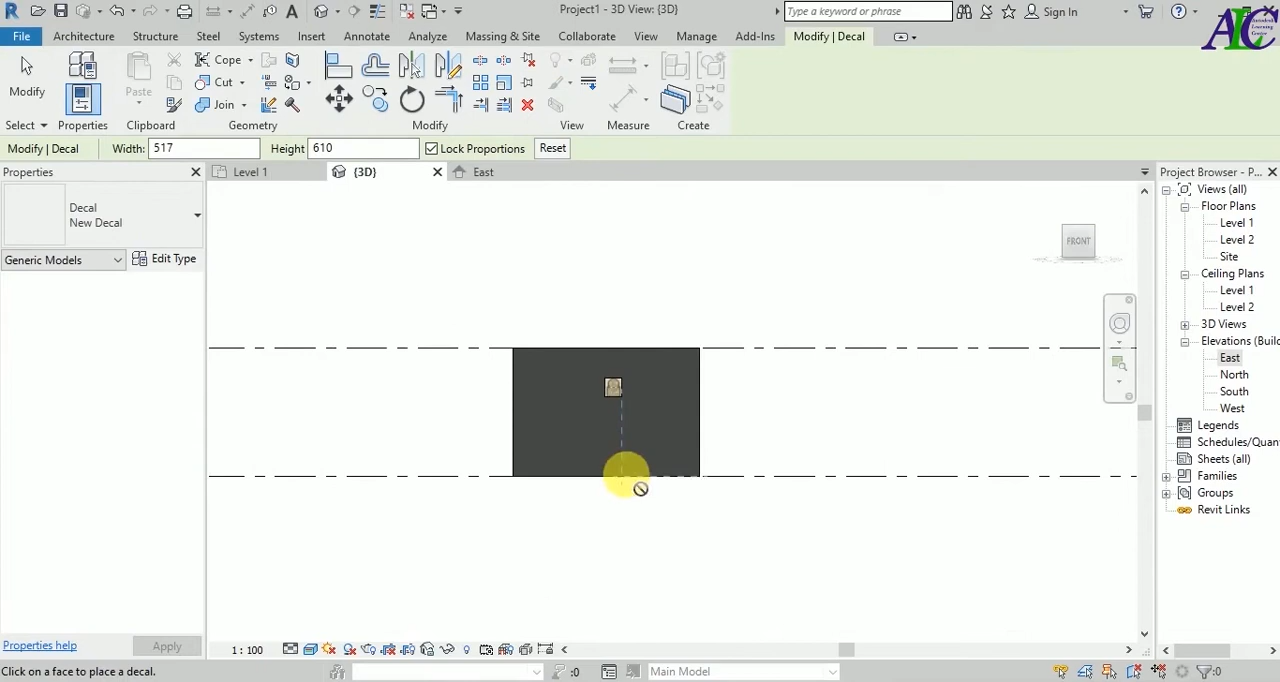 Project1 - 3D View: {3D}
Type a keyword or phrase
Sign In
ALC
Autodesk
Learning
File
Architecture
Structure
Steel
Systems
Insert
Annotate
Analyze
Massing & Site
Collaborate
View
Manage
Add-Ins
Modify | Decal
Modify
Paste
Cope
Cut
Join
Select
Properties
Clipboard
Geometry
Modify
View
Measure
Create
Modify | Decal
Width: 517
Height 610
Lock Proportions
Reset
Properties
Level 1
{3D}
East
Project Browser - P...
Decal
New Decal
Generic Models
Edit Type
FRONT
Views (all)
Floor Plans
Level 1
Level 2
Site
Ceiling Plans
Level 1
Level 2
3D Views
Elevations (Builc
East
North
South
West
Legends
Schedules/Quan
Sheets (all)
Families
Groups
Revit Links
Properties help
Apply
1 : 100
Click on a face to place a decal.
:0
Main Model
:0